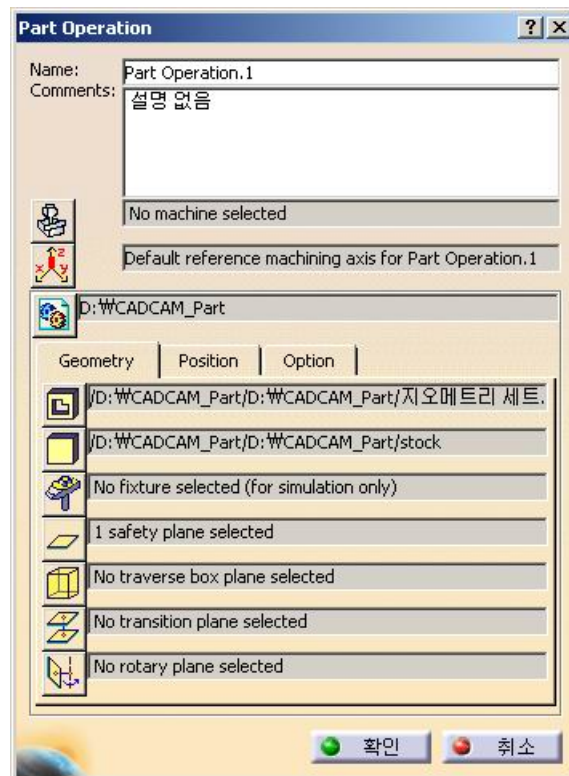 Part Operation
Name:
Part Operation.1
Comments:
설명 없음
No machine selected
Default reference machining axis for Part Operation.1
D:₩CADCAM_Part
Geometry Position Option
/D:₩CADCAM_Part/D:₩CADCAM_Part/지오메트리 세트.
/D:₩CADCAM_Part/D:₩CADCAM_Part/stock
No fixture selected (for simulation only)
1 safety plane selected
No traverse box plane selected
No transition plane selected
No rotary plane selected
확인 취소